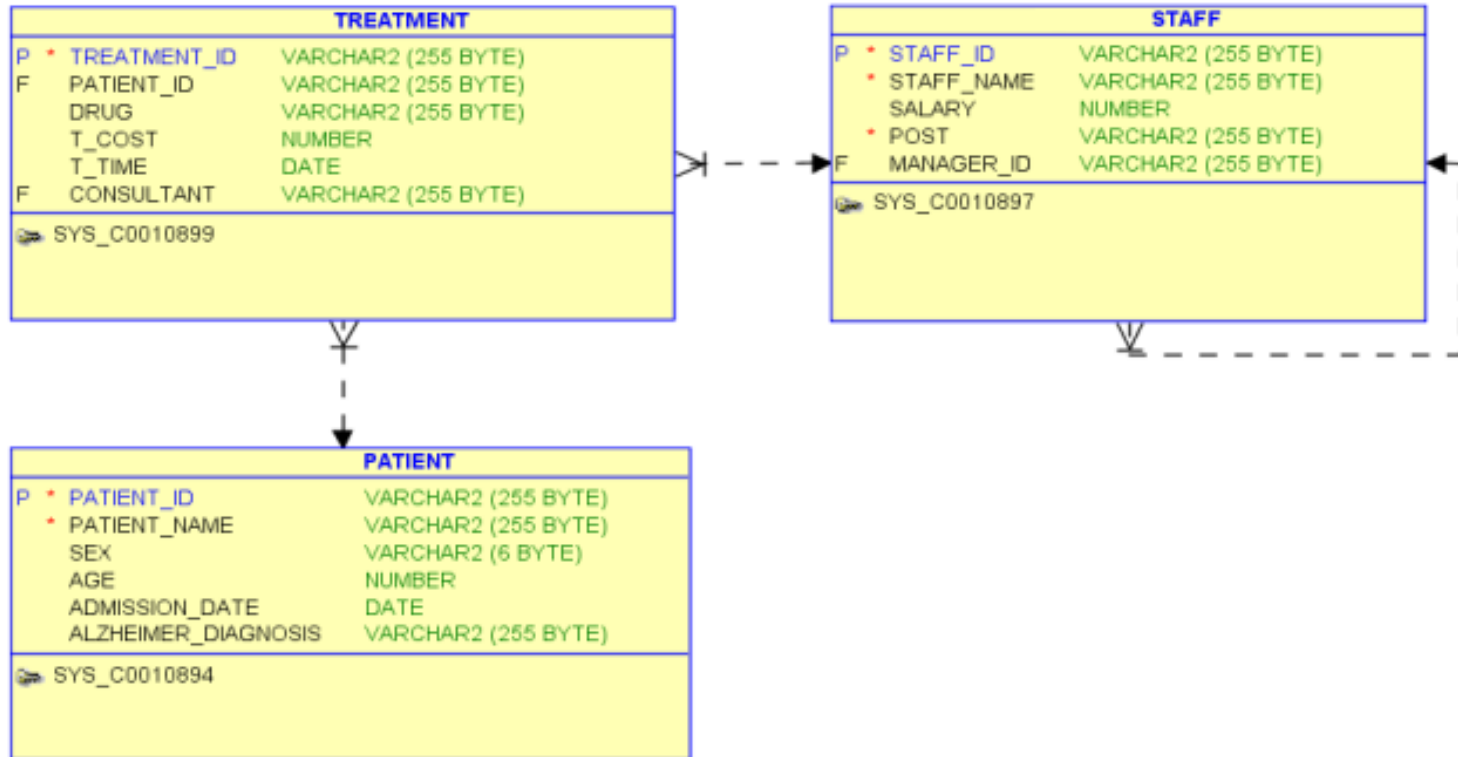 TREATMENT
P * TREATMENT_ID VARCHAR2 (255 BYTE)
F PATIENT_ID VARCHAR2 (255 BYTE)
DRUG VARCHAR2 (255 BYTE)
T_COST NUMBER
T_TIME DATE
F CONSULTANT VARCHAR2 (255 BYTE)
SYS_C0010899
STAFF
P * STAFF_ID VARCHAR2 (255 BYTE)
* STAFF_NAME VARCHAR2 (255 BYTE)
SALARY NUMBER
* POST VARCHAR2 (255 BYTE)
F MANAGER_ID VARCHAR2 (255 BYTE)
SYS_C0010897
PATIENT
P * PATIENT_ID VARCHAR2 (255 BYTE)
* PATIENT_NAME VARCHAR2 (255 BYTE)
SEX VARCHAR2 (6 BYTE)
AGE NUMBER
ADMISSION_DATE DATE
ALZHEIMER_DIAGNOSIS VARCHAR2 (255 BYTE)
SYS_C0010894